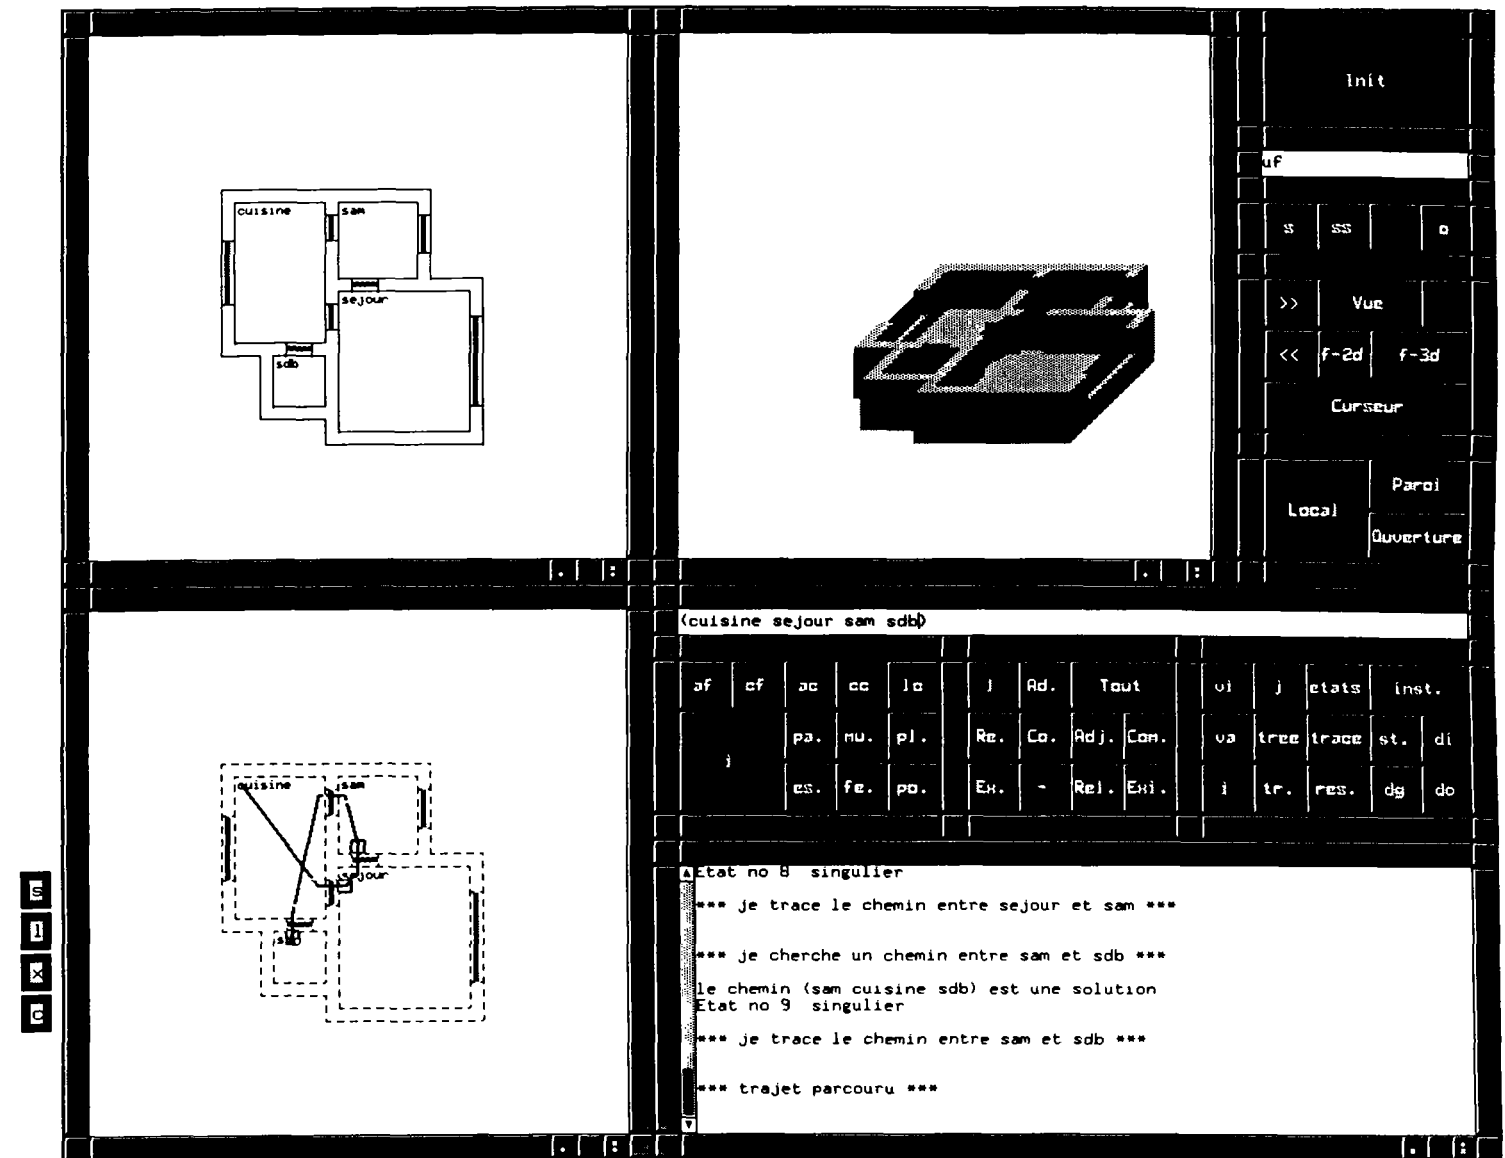 cuisine
sam
sejour
sdb
Init
uf
s ss o
>> Vue
<< f-2d f-3d
Curseur
Local
Paroi
Ouverture
(cuisine sejour sam sdb)
af cf ac cc lo
pa. mu. pl.
i
es. fe. po.
] Ad. Tout
Re. Co. Adj. Com.
Ex. - Rel. Exi.
vi j etats inst.
va tree trace st. di
i tr. res. dg do
cuisine
sam
sejour
sdb
s
l
x
c
Etat no 8 singulier
*** je trace le chemin entre sejour et sam ***
*** je cherche un chemin entre sam et sdb ***
le chemin (sam cuisine sdb) est une solution
Etat no 9 singulier
*** je trace le chemin entre sam et sdb ***
*** trajet parcouru ***